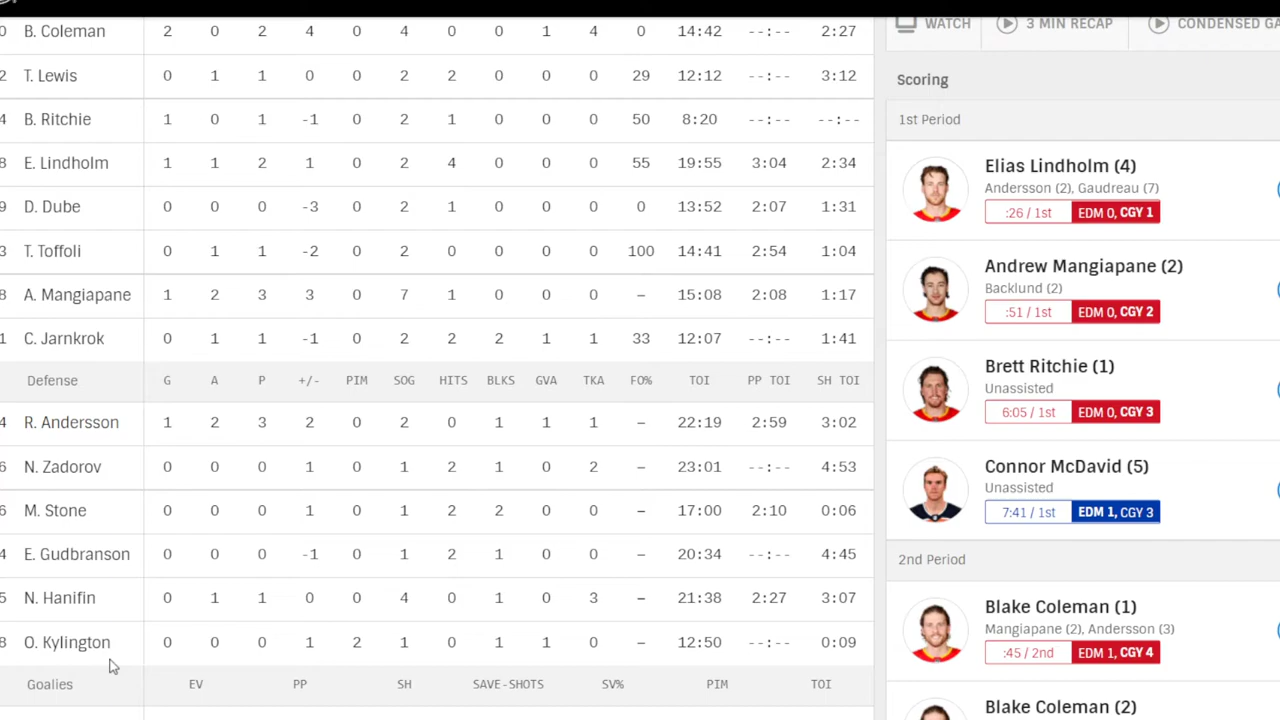 0 B. Coleman 2 0 2 4 0 4 0 0 1 4 0 14:42 --:-- 2:27
2 T. Lewis 0 1 1 0 0 2 2 0 0 0 29 12:12 --:-- 3:12
4 B. Ritchie 1 0 1 -1 0 2 1 0 0 0 50 8:20 --:-- --:--
8 E. Lindholm 1 1 2 1 0 2 4 0 0 0 55 19:55 3:04 2:34
9 D. Dube 0 0 0 -3 0 2 1 0 0 0 0 13:52 2:07 1:31
3 T. Toffoli 0 1 1 -2 0 2 0 0 0 0 100 14:41 2:54 1:04
8 A. Mangiapane 1 2 3 3 0 7 1 0 0 0 – 15:08 2:08 1:17
1 C. Jarnkrok 0 1 1 -1 0 2 2 2 1 1 33 12:07 --:-- 1:41
Defense G A P +/- PIM SOG HITS BLKS GVA TKA FO% TOI PP TOI SH TOI
4 R. Andersson 1 2 3 2 0 2 0 1 1 1 – 22:19 2:59 3:02
6 N. Zadorov 0 0 0 1 0 1 2 1 0 2 – 23:01 --:-- 4:53
6 M. Stone 0 0 0 1 0 1 2 2 0 0 – 17:00 2:10 0:06
4 E. Gudbranson 0 0 0 -1 0 1 2 1 0 0 – 20:34 --:-- 4:45
5 N. Hanifin 0 1 1 0 0 4 0 1 0 3 – 21:38 2:27 3:07
8 O. Kylington 0 0 0 1 2 1 0 1 1 0 – 12:50 --:-- 0:09
Goalies EV PP SH SAVE-SHOTS SV% PIM TOI
WATCH 3 MIN RECAP CONDENSED GA
Scoring
1st Period
Elias Lindholm (4)
Andersson (2), Gaudreau (7)
:26 / 1st EDM 0, CGY 1
Andrew Mangiapane (2)
Backlund (2)
:51 / 1st EDM 0, CGY 2
Brett Ritchie (1)
Unassisted
6:05 / 1st EDM 0, CGY 3
Connor McDavid (5)
Unassisted
7:41 / 1st EDM 1, CGY 3
2nd Period
Blake Coleman (1)
Mangiapane (2), Andersson (3)
:45 / 2nd EDM 1, CGY 4
Blake Coleman (2)